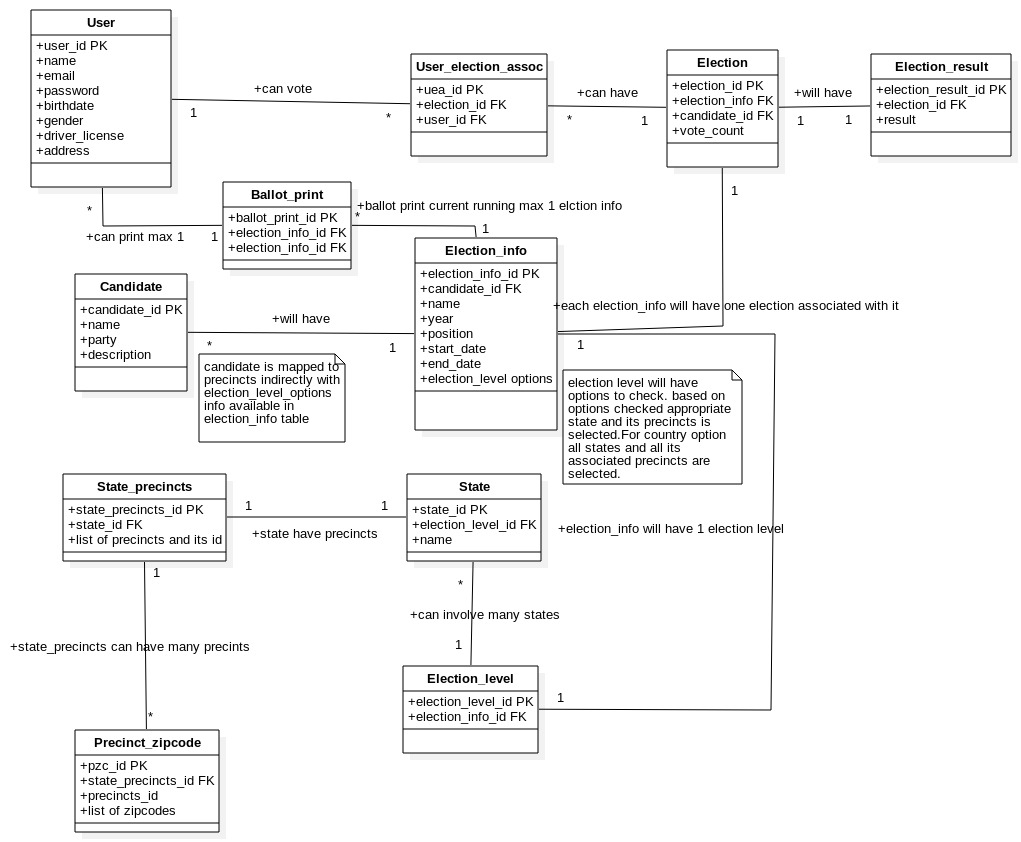 User
+user_id PK
+name
+email
+password
+birthdate
+gender
+driver_license
+address
+can vote
1
*
User_election_assoc
+uea_id PK
+election_id FK
+user_id FK
+can have
*
1
Election
+election_id PK
+election_info FK
+candidate_id FK
+vote_count
+will have
1
1
Election_result
+election_result_id PK
+election_id FK
+result
*
+can print max 1
1
Ballot_print
+ballot_print_id PK
+election_info_id FK
+election_info_id FK
+ballot print current running max 1 elction info
*
1
1
Election_info
+election_info_id PK
+candidate_id FK
+name
+year
+position
+start_date
+end_date
+election_level options
+each election_info will have one election associated with it
1
Candidate
+candidate_id PK
+name
+party
+description
+will have
*
1
candidate is mapped to
precincts indirectly with
election_level_options
info available in
election_info table
election level will have
options to check. based on
options checked appropriate
state and its precincts is
selected.For country option
all states and all its
associated precincts are
selected.
State_precincts
+state_precincts_id PK
+state_id FK
+list of precincts and its id
1
1
+state have precincts
State
+state_id PK
+election_level_id FK
+name
+election_info will have 1 election level
1
*
+can involve many states
1
+state_precincts can have many precints
*
Election_level
+election_level_id PK
+election_info_id FK
1
Precinct_zipcode
+pzc_id PK
+state_precincts_id FK
+precincts_id
+list of zipcodes